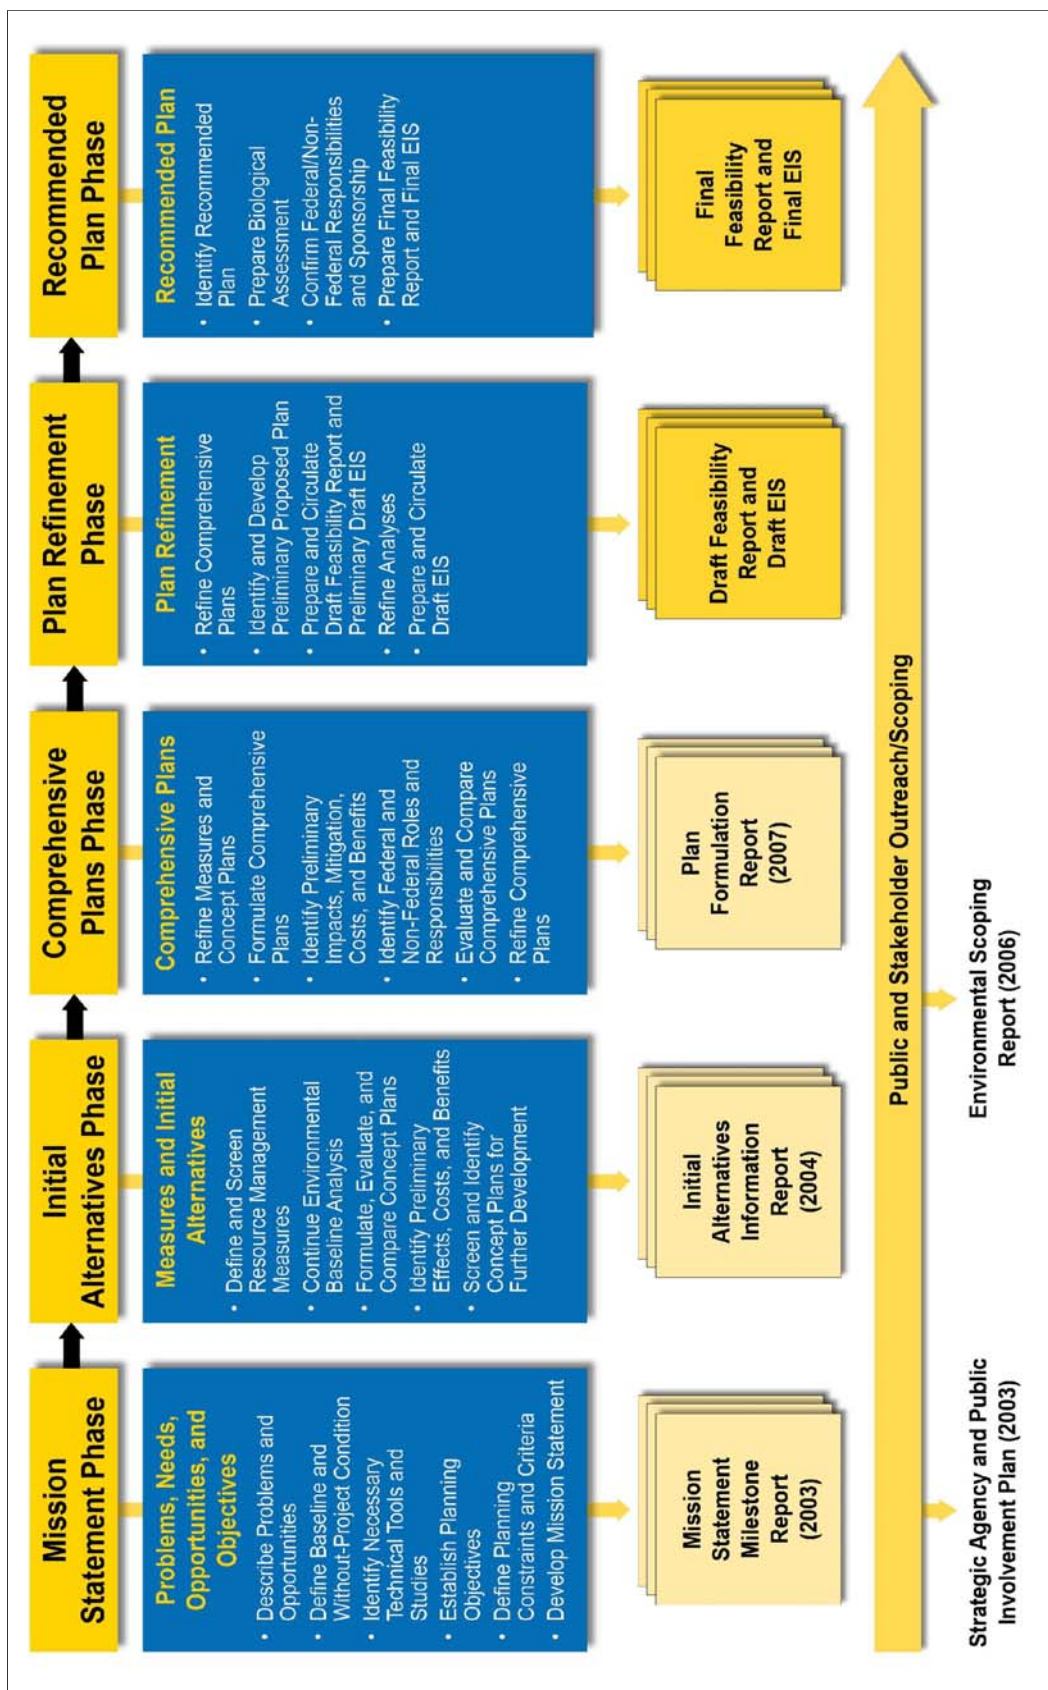 Mission
Statement Phase
Initial
Alternatives Phase
Comprehensive
Plans Phase
Plan Refinement
Phase
Recommended
Plan Phase
Problems, Needs,
Opportunities, and
Objectives
• Describe Problems and
Opportunities
• Define Baseline and
Without-Project Condition
• Identify Necessary
Technical Tools and
Studies
• Establish Planning
Objectives
• Define Planning
Constraints and Criteria
• Develop Mission Statement
Measures and Initial
Alternatives
• Define and Screen
Resource Management
Measures
• Continue Environmental
Baseline Analysis
• Formulate, Evaluate, and
Compare Concept Plans
• Identify Preliminary
Effects, Costs, and Benefits
• Screen and Identify
Concept Plans for
Further Development
Comprehensive Plans
• Refine Measures and
Concept Plans
• Formulate Comprehensive
Plans
• Identify Preliminary
Impacts, Mitigation,
Costs, and Benefits
• Identify Federal and
Non-Federal Roles and
Responsibilities
• Evaluate and Compare
Comprehensive Plans
• Refine Comprehensive
Plans
Plan Refinement
• Refine Comprehensive
Plans
• Identify and Develop
Preliminary Proposed Plan
• Prepare and Circulate
Draft Feasibility Report and
Preliminary Draft EIS
• Refine Analyses
• Prepare and Circulate
Draft EIS
Recommended Plan
• Identify Recommended
Plan
• Prepare Biological
Assessment
• Confirm Federal/Non-
Federal Responsibilities
and Sponsorship
• Prepare Final Feasibility
Report and Final EIS
Mission
Statement
Milestone
Report
(2003)
Initial
Alternatives
Information
Report
(2004)
Plan
Formulation
Report
(2007)
Draft Feasibility
Report and
Draft EIS
Final
Feasibility
Report and
Final EIS
Public and Stakeholder Outreach/Scoping
Strategic Agency and Public
Involvement Plan (2003)
Environmental Scoping
Report (2006)